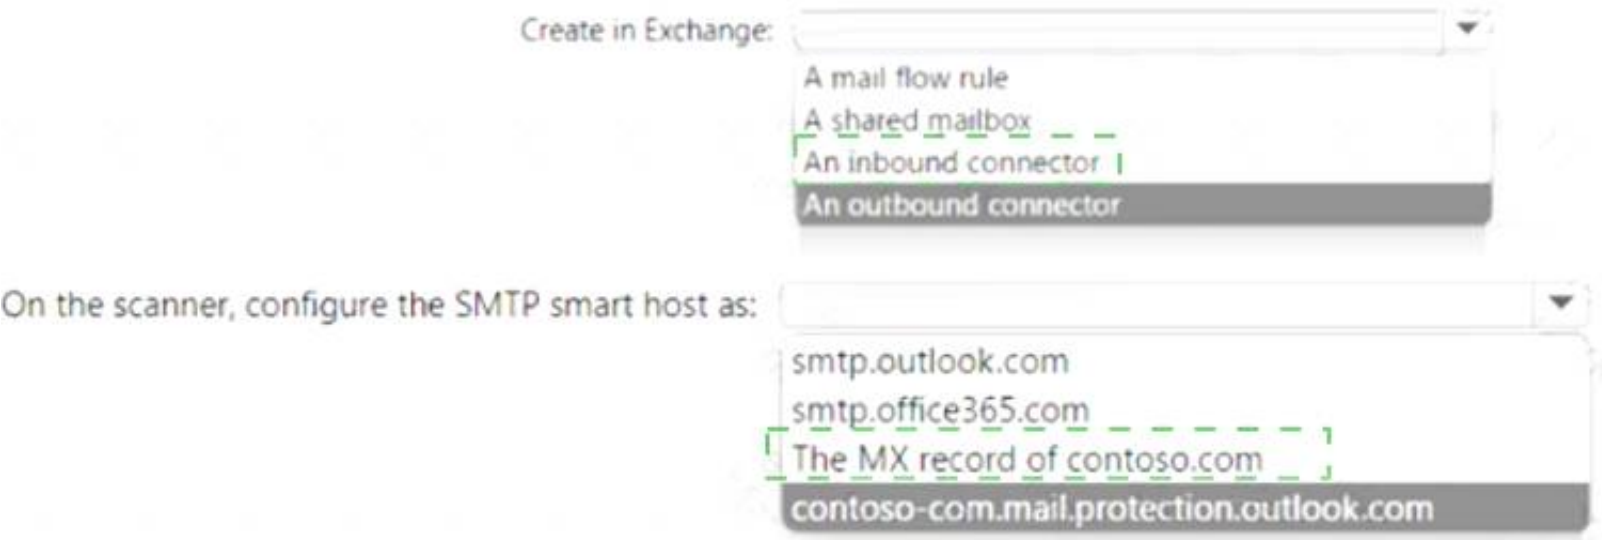 Create in Exchange:
A mail flow rule
A shared mailbox
An inbound connector
An outbound connector
On the scanner, configure the SMTP smart host as:
smtp.outlook.com
smtp.office365.com
The MX record of contoso.com
contoso-com.mail.protection.outlook.com